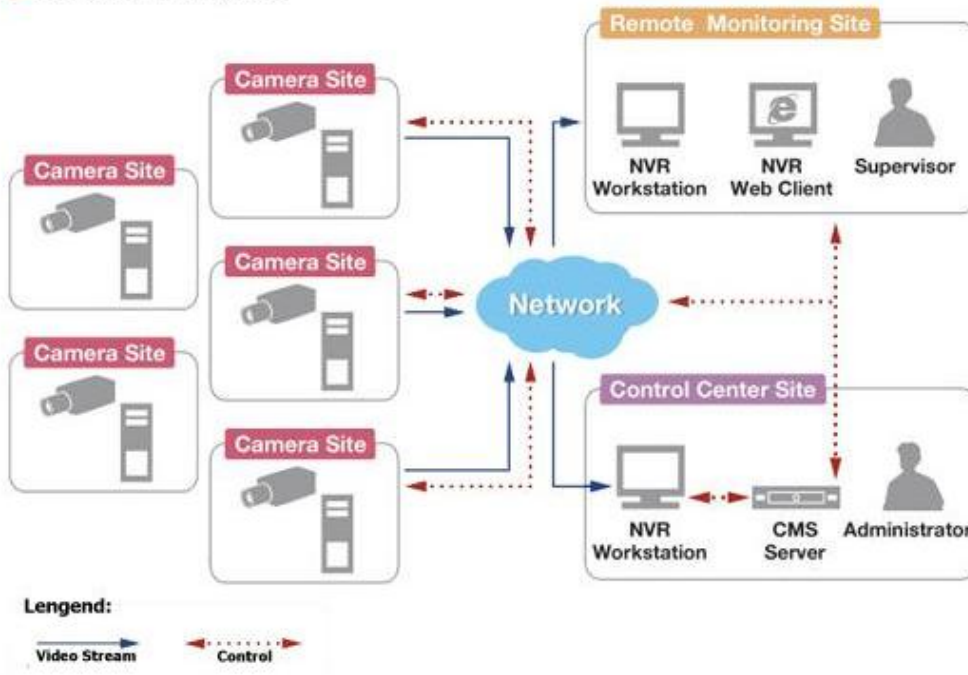 Remote Monitoring Site
Camera Site
NVR
Workstation
NVR
Web Client
Supervisor
Camera Site
Camera Site
Network
Camera Site
Control Center Site
Camera Site
NVR
Workstation
CMS
Server
Administrator
Lengend:
Video Stream
Control